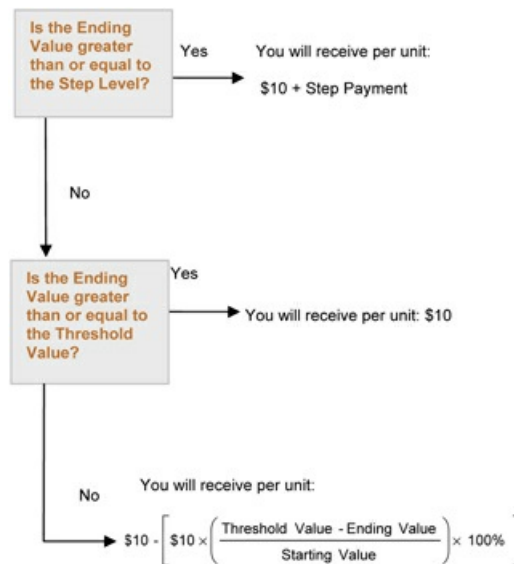 Is the Ending
Value greater
than or equal to
the Step Level?
Yes
You will receive per unit:
$10 + Step Payment
No
Is the Ending
Value greater
than or equal to
the Threshold
Value?
Yes
You will receive per unit: $10
No
You will receive per unit:
$10 - [ $10 × ( Threshold Value - Ending Value / Starting Value ) × 100% ]